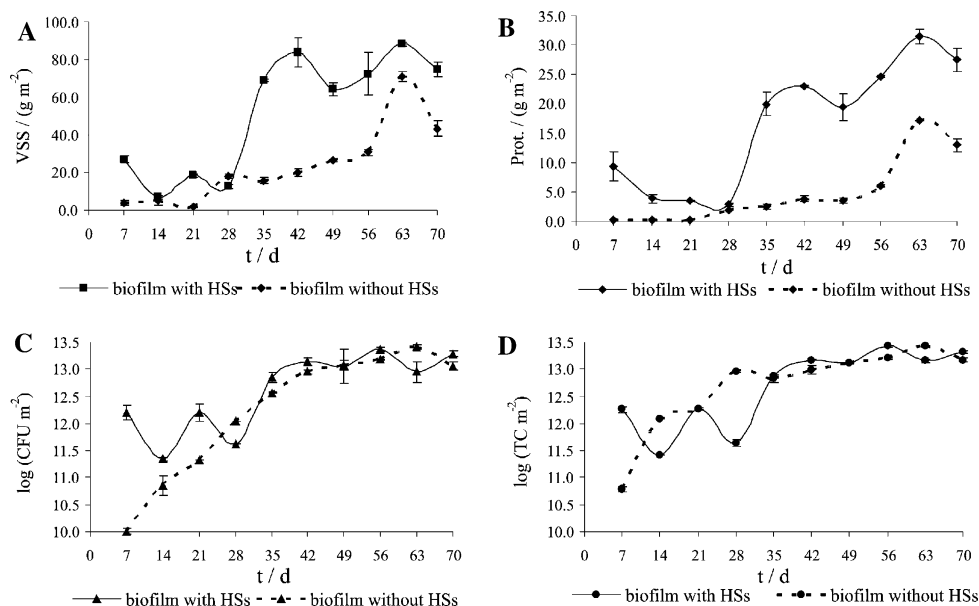 A
VSS / (g m-2)
100.0
80.0
60.0
40.0
20.0
0.0
0 7 14 21 28 35 42 49 56 63 70
t / d
biofilm with HSs biofilm without HSs
B
Prot. / (g m-2)
35.0
30.0
25.0
20.0
15.0
10.0
5.0
0.0
0 7 14 21 28 35 42 49 56 63 70
t / d
biofilm with HSs biofilm without HSs
C
log (CFU m-2)
13.5
13.0
12.5
12.0
11.5
11.0
10.5
10.0
0 7 14 21 28 35 42 49 56 63 70
t / d
biofilm with HSs biofilm without HSs
D
log (TC m-2)
13.5
13.0
12.5
12.0
11.5
11.0
10.5
10.0
0 7 14 21 28 35 42 49 56 63 70
t / d
biofilm with HSs biofilm without HSs